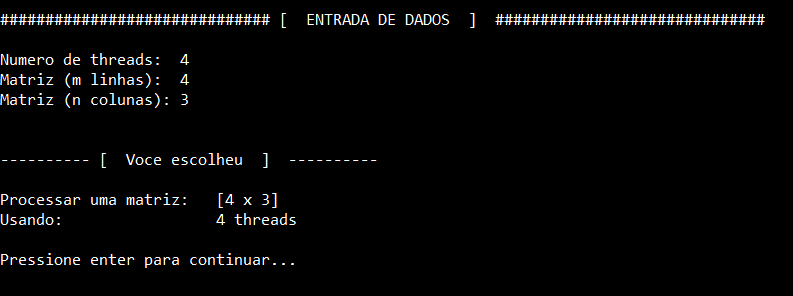 ############################## [  ENTRADA DE DADOS  ]  ##############################
Numero de threads:  4
Matriz (m linhas):  4
Matriz (n colunas): 3
---------- [  Voce escolheu  ]  ----------
Processar uma matriz:   [4 x 3]
Usando:                 4 threads
Pressione enter para continuar...